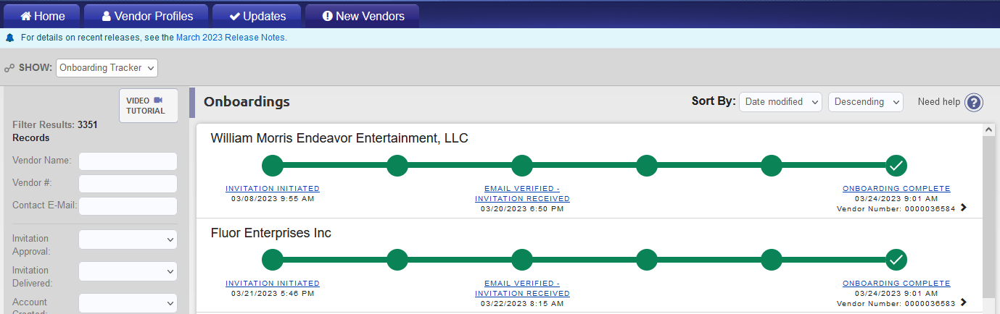 Home Vendor Profiles Updates New Vendors
For details on recent releases, see the March 2023 Release Notes.
SHOW: Onboarding Tracker
VIDEO
TUTORIAL
Filter Results: 3351
Records
Vendor Name:
Vendor #:
Contact E-Mail:
Invitation
Approval:
Invitation
Delivered:
Account
Onboardings
Sort By: Date modified Descending Need help ?
William Morris Endeavor Entertainment, LLC
INVITATION INITIATED
03/08/2023 9:55 AM
EMAIL VERIFIED -
INVITATION RECEIVED
03/20/2023 6:50 PM
ONBOARDING COMPLETE
03/24/2023 9:01 AM
Vendor Number: 0000036584
Fluor Enterprises Inc
INVITATION INITIATED
03/21/2023 5:46 PM
EMAIL VERIFIED -
INVITATION RECEIVED
03/22/2023 8:15 AM
ONBOARDING COMPLETE
03/24/2023 9:01 AM
Vendor Number: 0000036583